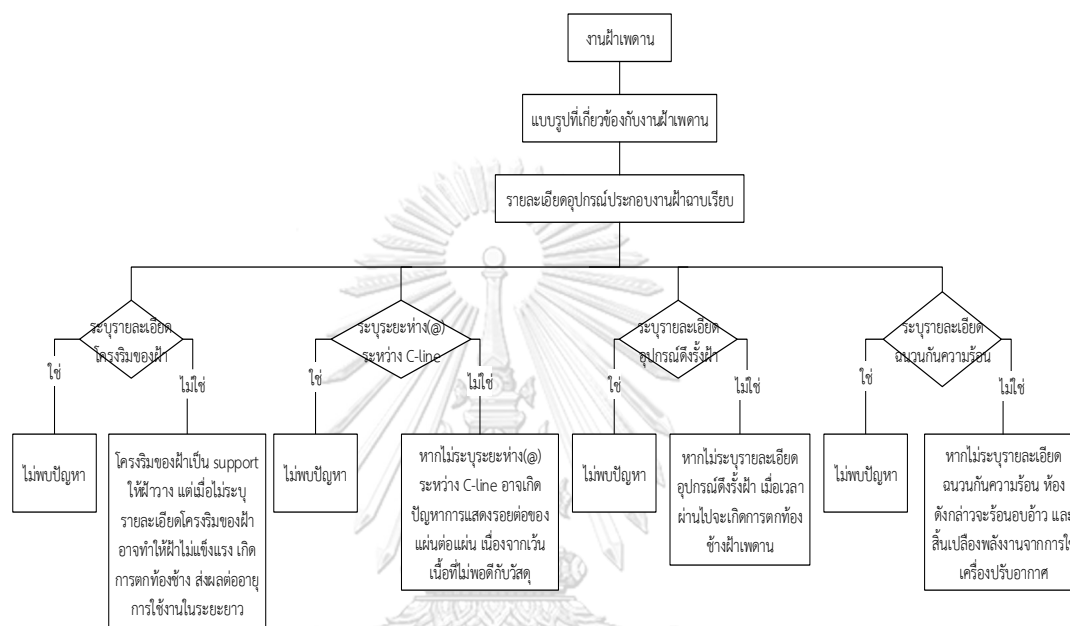 งานฝ้าเพดาน
แบบรูปที่เกี่ยวข้องกับงานฝ้าเพดาน
รายละเอียดอุปกรณ์ประกอบงานฝ้าฉาบเรียบ
ระบุรายละเอียด
โครงริมของฝ้า
ใช่
ไม่ใช่
ไม่พบปัญหา
โครงริมของฝ้าเป็น support
ให้ฝ้าวาง แต่เมื่อไม่ระบุ
รายละเอียดโครงริมของฝ้า
อาจทำให้ฝ้าไม่แข็งแรง เกิด
การตกท้องช้าง ส่งผลต่ออายุ
การใช้งานในระยะยาว
ระบุระยะห่าง(@)
ระหว่าง C-line
ใช่
ไม่ใช่
ไม่พบปัญหา
หากไม่ระบุระยะห่าง(@)
ระหว่าง C-line อาจเกิด
ปัญหาการแสดงรอยต่อของ
แผ่นต่อแผ่น เนื่องจากเว้น
เนื้อที่ไม่พอดีกับวัสดุ
ระบุรายละเอียด
อุปกรณ์ดึงรั้งฝ้า
ใช่
ไม่ใช่
ไม่พบปัญหา
หากไม่ระบุรายละเอียด
อุปกรณ์ดึงรั้งฝ้า เมื่อเวลา
ผ่านไปจะเกิดการตกท้อง
ช้างฝ้าเพดาน
ระบุรายละเอียด
ฉนวนกันความร้อน
ใช่
ไม่ใช่
ไม่พบปัญหา
หากไม่ระบุรายละเอียด
ฉนวนกันความร้อน ห้อง
ดังกล่าวจะร้อนอบอ้าว และ
สิ้นเปลืองพลังงานจากการใช้
เครื่องปรับอากาศ